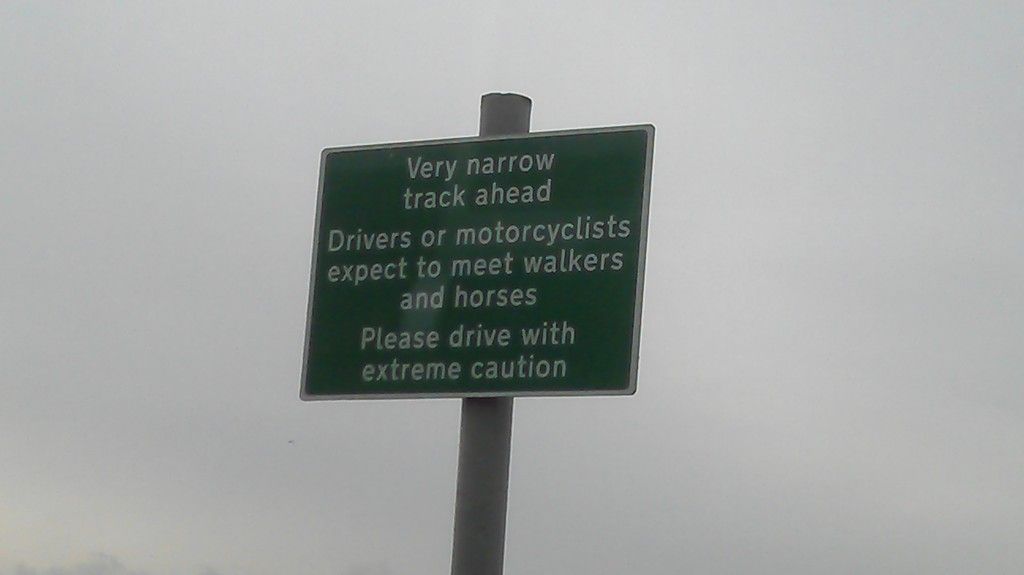 Very narrow
track ahead
Drivers or motorcyclists
expect to meet walkers
and horses
Please drive with
extreme caution